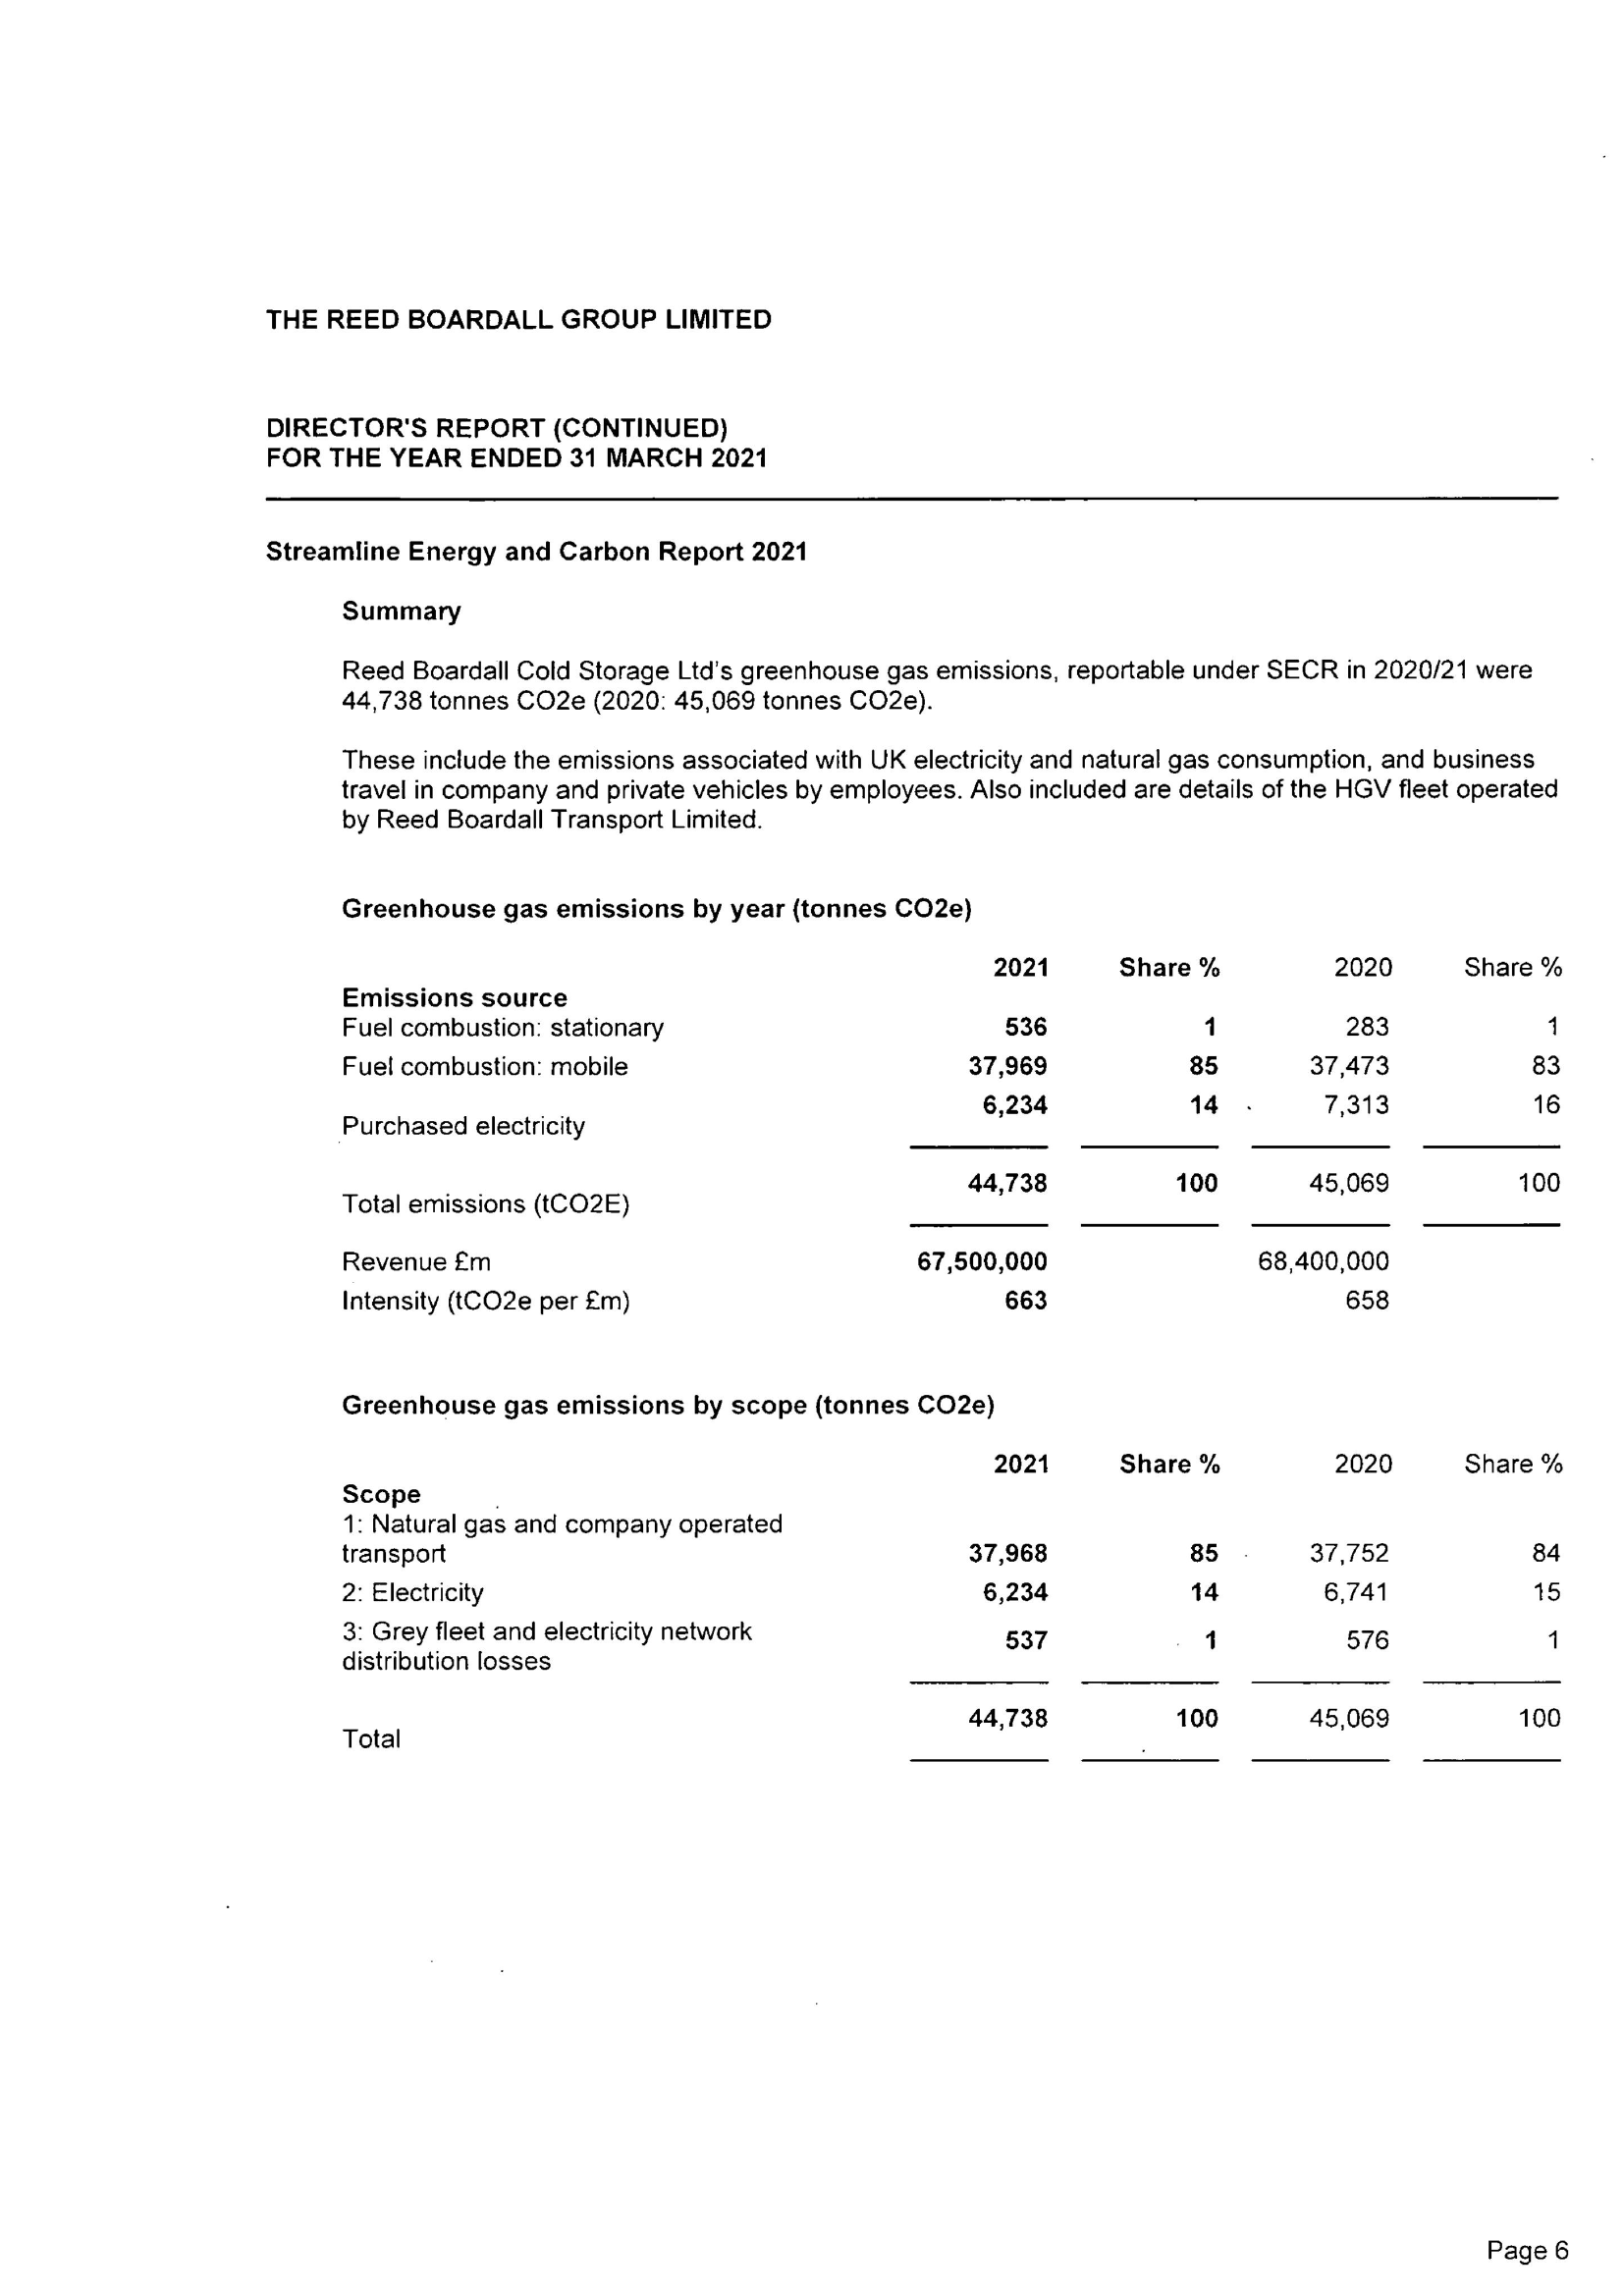 THE REED BOARDALL GROUP LIMITED
DIRECTOR'S REPORT (CONTINUED)
FOR THE YEAR ENDED 31 MARCH 2021
Streamline Energy and Carbon Report 2021
Summary
Reed Boardall Cold Storage Ltd's greenhouse gas emissions, reportable under SECR in 2020/21 were
44,738 tonnes CO2e (2020: 45,069 tonnes CO2e).
These include the emissions associated with UK electricity and natural gas consumption, and business
travel in company and private vehicles by employees. Also included are details of the HGV fleet operated
by Reed Boardall Transport Limited.
Greenhouse gas emissions by year (tonnes CO2e)
2021 Share % 2020 Share %
Emissions source
Fuel combustion: stationary 536 1 283 1
Fuel combustion: mobile 37,969 85 37,473 83
Purchased electricity 6,234 14 7,313 16
Total emissions (tCO2E) 44,738 100 45,069 100
Revenue £m 67,500,000 68,400,000
Intensity (tCO2e per £m) 663 658
Greenhouse gas emissions by scope (tonnes CO2e)
2021 Share % 2020 Share %
Scope
1: Natural gas and company operated
transport 37,968 85 37,752 84
2: Electricity 6,234 14 6,741 15
3: Grey fleet and electricity network
distribution losses 537 1 576 1
Total 44,738 100 45,069 100
Page 6